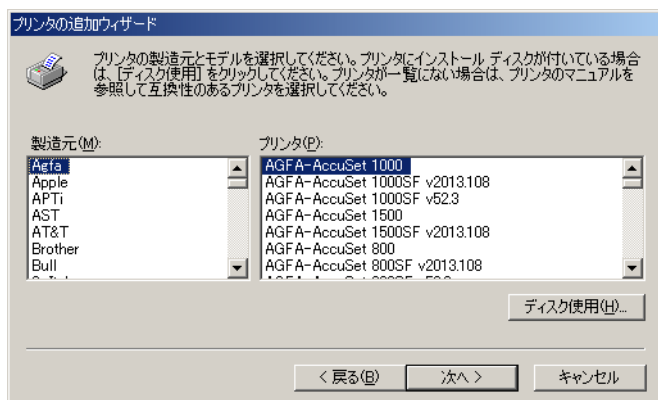 プリンタの追加ウィザード
プリンタの製造元とモデルを選択してください。プリンタにインストール ディスクが付いている場合
は、[ディスク使用] をクリックしてください。プリンタが一覧にない場合は、プリンタのマニュアルを
参照して互換性のあるプリンタを選択してください。
製造元(M):
プリンタ(P):
Agfa
Apple
APTi
AST
AT&T
Brother
Bull
AGFA-AccuSet 1000
AGFA-AccuSet 1000SF v2013.108
AGFA-AccuSet 1000SF v52.3
AGFA-AccuSet 1500
AGFA-AccuSet 1500SF v2013.108
AGFA-AccuSet 800
AGFA-AccuSet 800SF v2013.108
ディスク使用(H)...
< 戻る(B)
次へ >
キャンセル